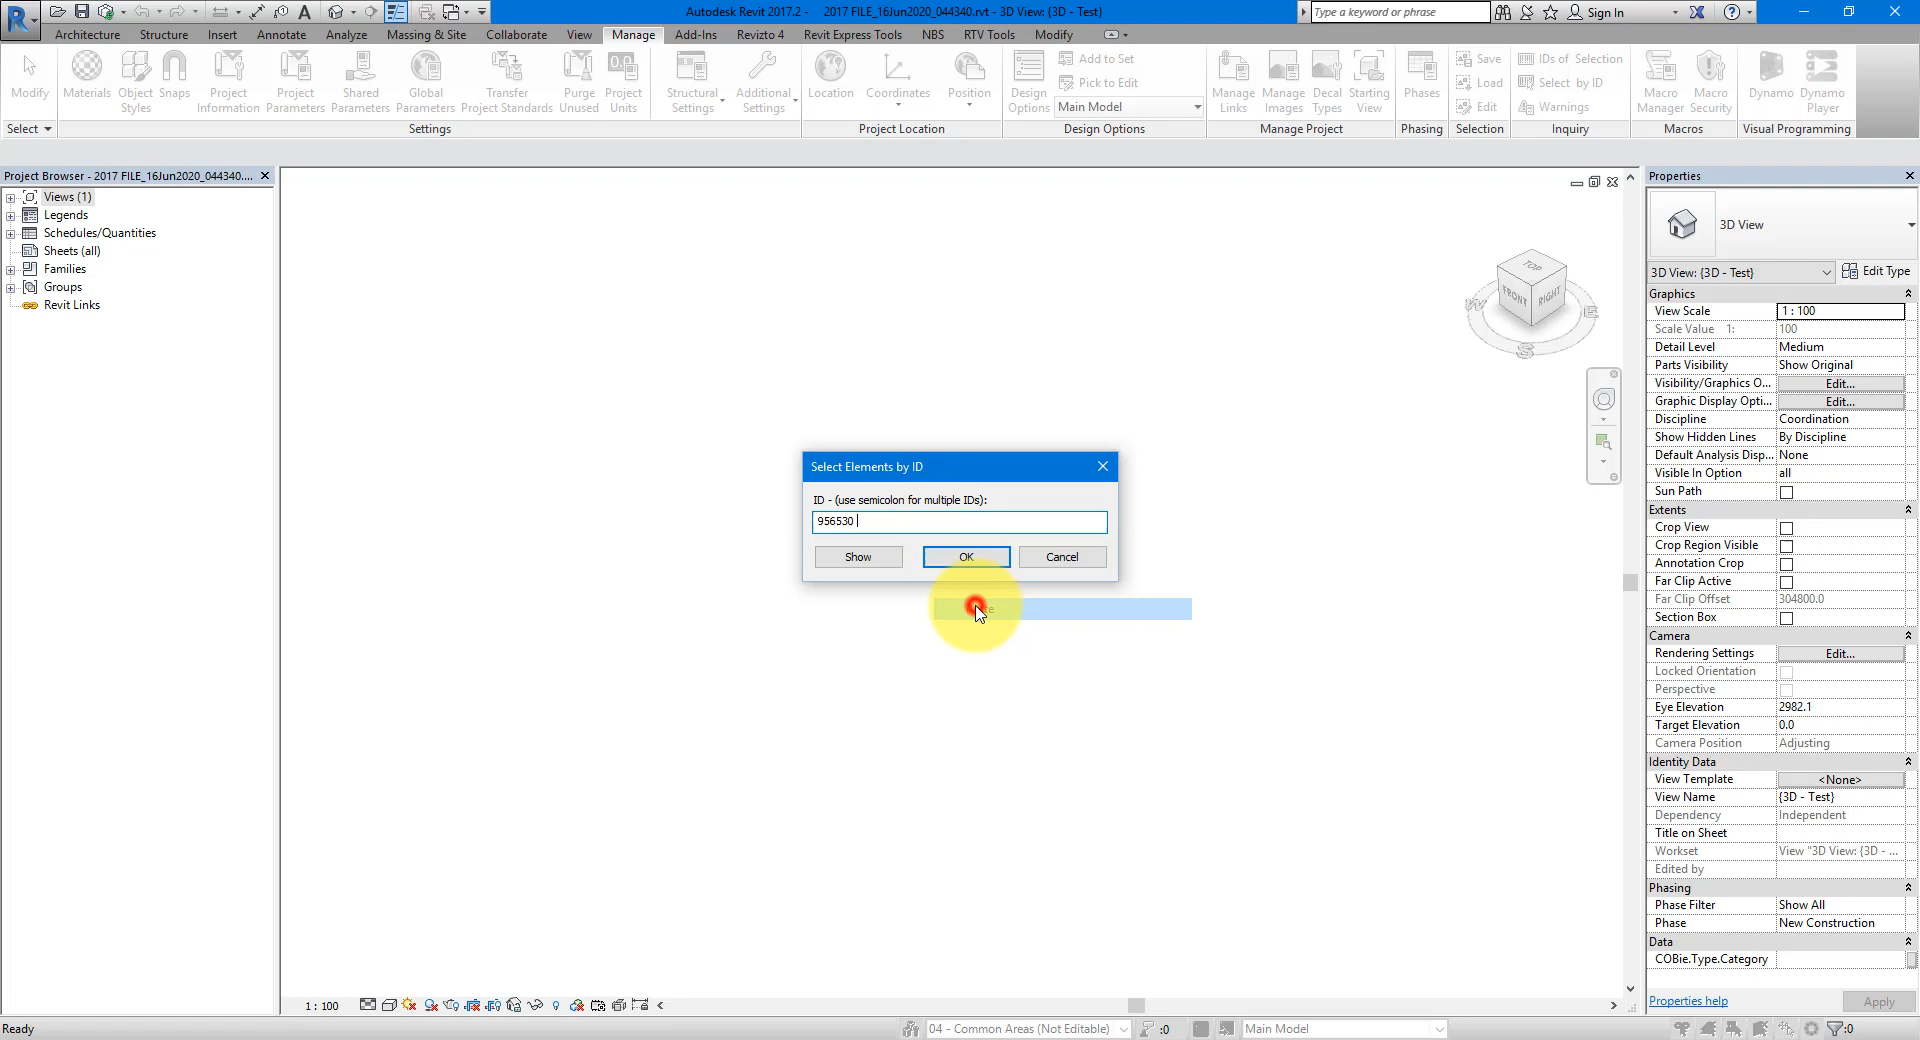 Autodesk Revit 2017.2 - 2017 FILE_16Jun2020_044340.rvt - 3D View: {3D - Test}
Type a keyword or phrase
Sign In
Architecture Structure Insert Annotate Analyze Massing & Site Collaborate View Manage Add-Ins Revizto 4 Revit Express Tools NBS RTV Tools Modify
Modify
Materials
Object Styles
Snaps
Project Information
Project Parameters
Shared Parameters
Global Parameters
Transfer Project Standards
Purge Unused
Project Units
Structural Settings
Additional Settings
Location
Coordinates
Position
Design Options
Add to Set
Pick to Edit
Main Model
Manage Links
Manage Images
Decal Types
Starting View
Phases
Save
Load
Edit
IDs of Selection
Select by ID
Warnings
Macro Manager
Macro Security
Dynamo
Dynamo Player
Select
Settings
Project Location
Design Options
Manage Project
Phasing
Selection
Inquiry
Macros
Visual Programming
Project Browser - 2017 FILE_16Jun2020_044340....
Views (1)
Legends
Schedules/Quantities
Sheets (all)
Families
Groups
Revit Links
TOP
FRONT
RIGHT
W
E
S
Select Elements by ID
ID - (use semicolon for multiple IDs):
956530
Show
OK
Cancel
Properties
3D View
3D View: {3D - Test}
Edit Type
Graphics
View Scale 1 : 100
Scale Value 1: 100
Detail Level Medium
Parts Visibility Show Original
Visibility/Graphics O... Edit...
Graphic Display Opti... Edit...
Discipline Coordination
Show Hidden Lines By Discipline
Default Analysis Disp... None
Visible In Option all
Sun Path
Extents
Crop View
Crop Region Visible
Annotation Crop
Far Clip Active
Far Clip Offset 304800.0
Section Box
Camera
Rendering Settings Edit...
Locked Orientation
Perspective
Eye Elevation 2982.1
Target Elevation 0.0
Camera Position Adjusting
Identity Data
View Template <None>
View Name {3D - Test}
Dependency Independent
Title on Sheet
Workset View "3D View: {3D - ...
Edited by
Phasing
Phase Filter Show All
Phase New Construction
Data
COBie.Type.Category
Properties help
Apply
1 : 100
Ready
04 - Common Areas (Not Editable)
:0
Main Model
:0